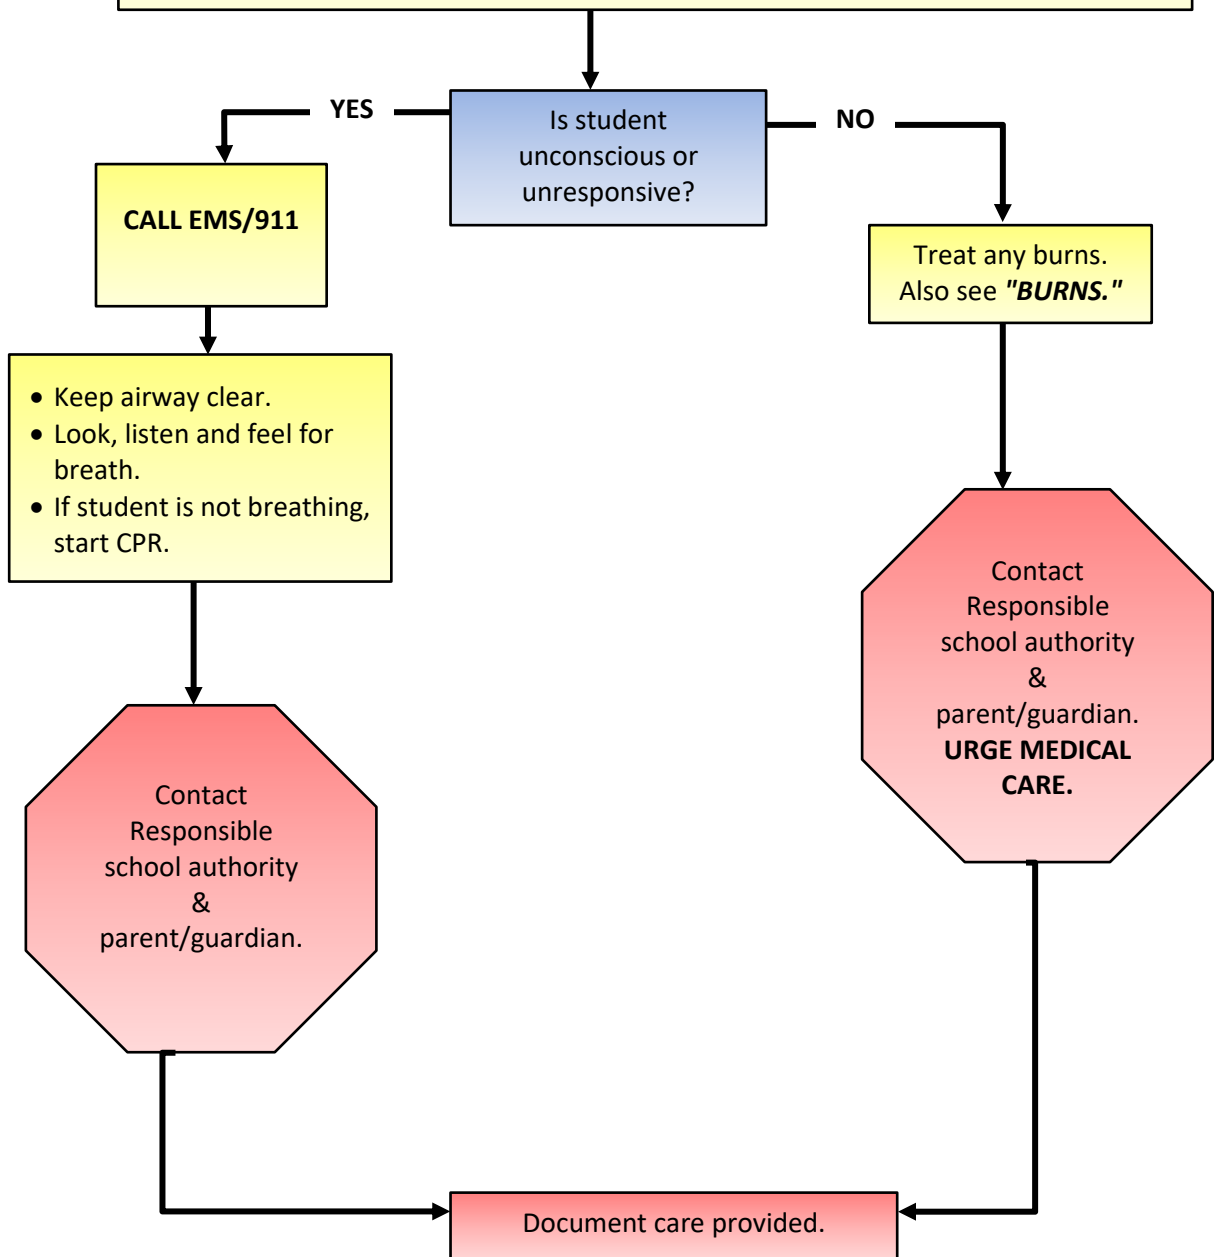 YES
Is student
unconscious or
unresponsive?
NO
CALL EMS/911
Treat any burns.
Also see "BURNS."
• Keep airway clear.
• Look, listen and feel for
breath.
• If student is not breathing,
start CPR.
Contact
Responsible
school authority
&
parent/guardian.
URGE MEDICAL
CARE.
Contact
Responsible
school authority
&
parent/guardian.
Document care provided.